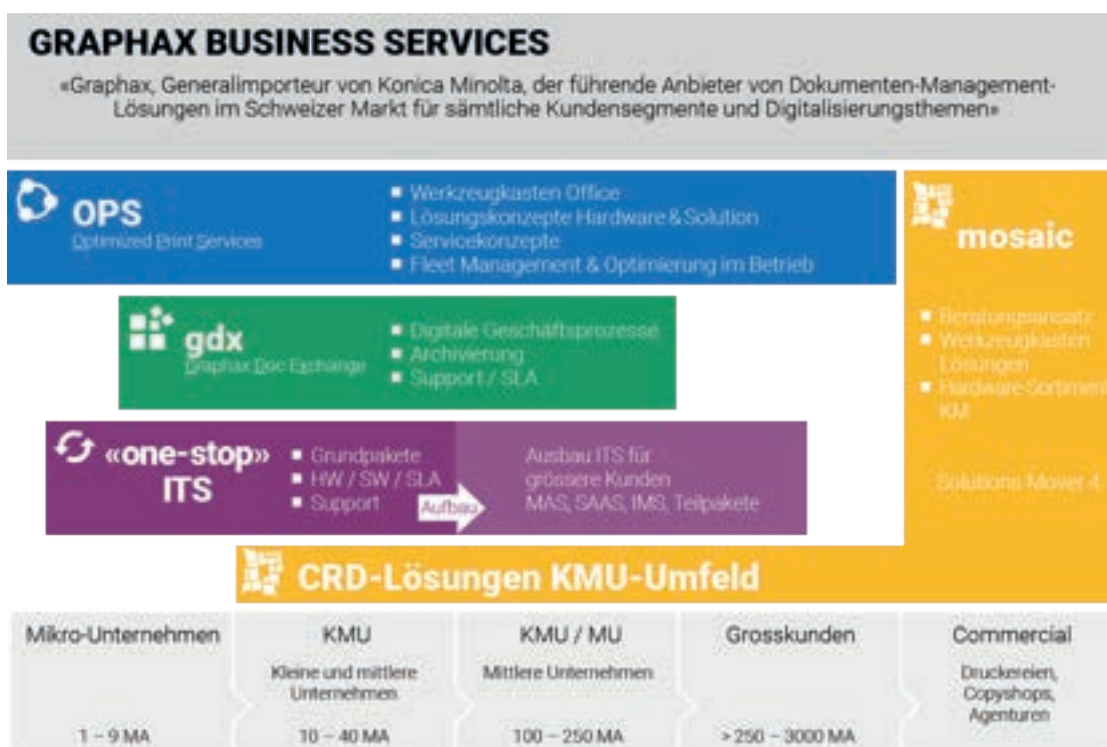 GRAPHAX BUSINESS SERVICES
«Graphax, Generalimporteur von Konica Minolta, der führende Anbieter von Dokumenten-Management-
Lösungen im Schweizer Markt für sämtliche Kundensegmente und Digitalisierungsthemen»
OPS
Optimized Print Services
■ Werkzeugkasten Office
■ Lösungskonzepte Hardware & Solution
■ Servicekonzepte
■ Fleet Management & Optimierung im Betrieb
mosaic
■ Beratungsansatz
■ Werkzeugkasten
Lösungen
■ Hardware-Sortiment
KM
Solutions Mover 4
gdx
Graphax Doc Exchange
■ Digitale Geschäftsprozesse
■ Archivierung
■ Support / SLA
«one-stop»
ITS
■ Grundpakete
■ HW / SW / SLA
■ Support
Aufbau
Ausbau ITS für
grössere Kunden
MAS, SAAS, IMS, Teilpakete
CRD-Lösungen KMU-Umfeld
Mikro-Unternehmen
1 – 9 MA
KMU
Kleine und mittlere
Unternehmen
10 – 40 MA
KMU / MU
Mittlere Unternehmen
100 – 250 MA
Grosskunden
> 250 – 3000 MA
Commercial
Druckereien,
Copyshops,
Agenturen